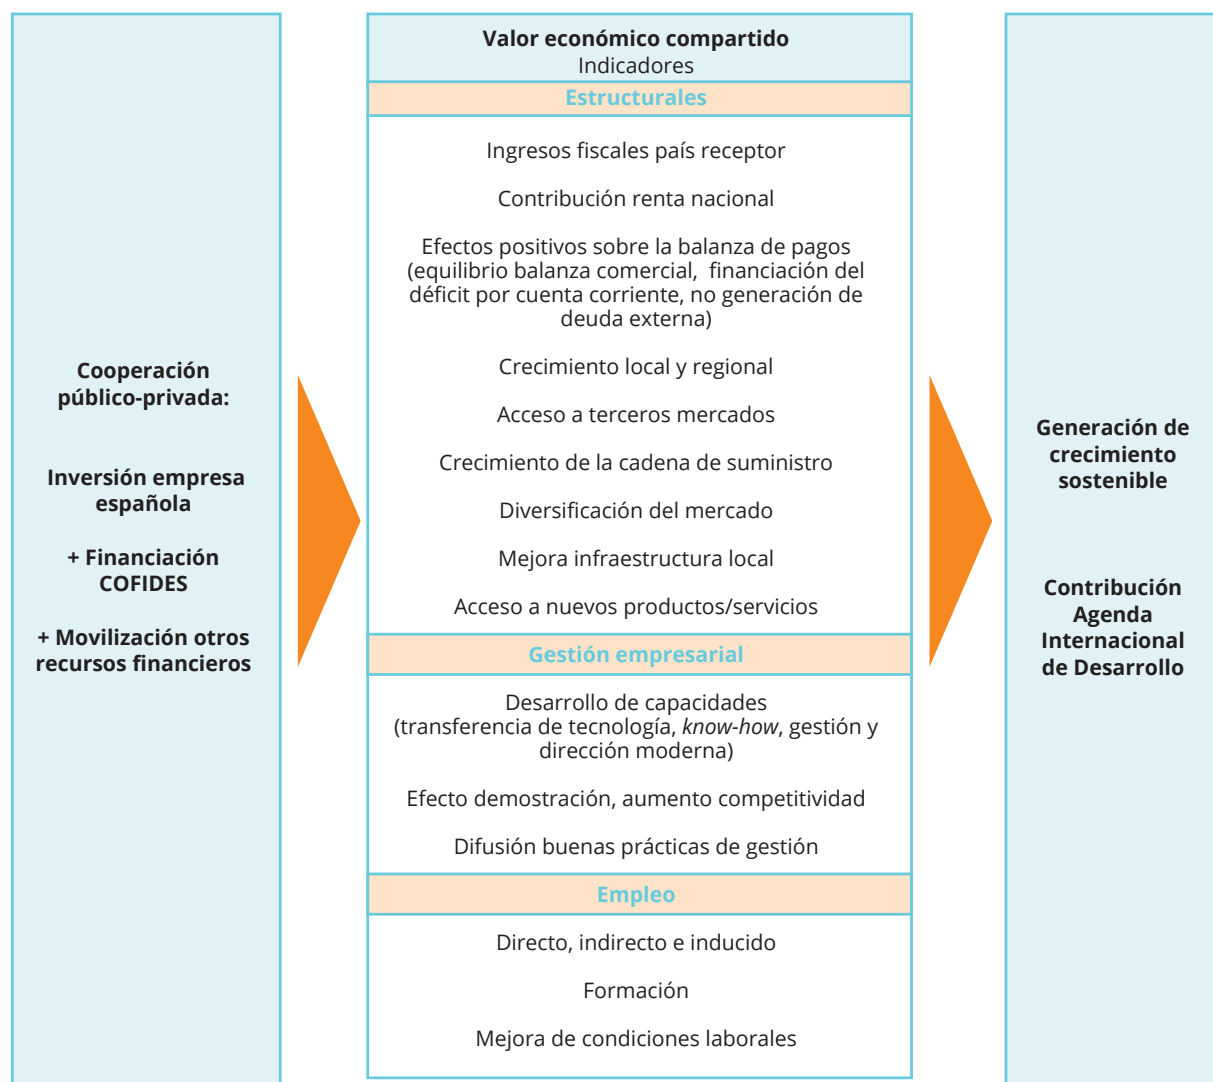 Cooperación
público-privada:
Inversión empresa
española
+ Financiación
COFIDES
+ Movilización otros
recursos financieros
Valor económico compartido
Indicadores
Estructurales
Ingresos fiscales país receptor
Contribución renta nacional
Efectos positivos sobre la balanza de pagos
(equilibrio balanza comercial, financiación del
déficit por cuenta corriente, no generación de
deuda externa)
Crecimiento local y regional
Acceso a terceros mercados
Crecimiento de la cadena de suministro
Diversificación del mercado
Mejora infraestructura local
Acceso a nuevos productos/servicios
Gestión empresarial
Desarrollo de capacidades
(transferencia de tecnología, know-how, gestión y
dirección moderna)
Efecto demostración, aumento competitividad
Difusión buenas prácticas de gestión
Empleo
Directo, indirecto e inducido
Formación
Mejora de condiciones laborales
Generación de
crecimiento
sostenible
Contribución
Agenda
Internacional
de Desarrollo